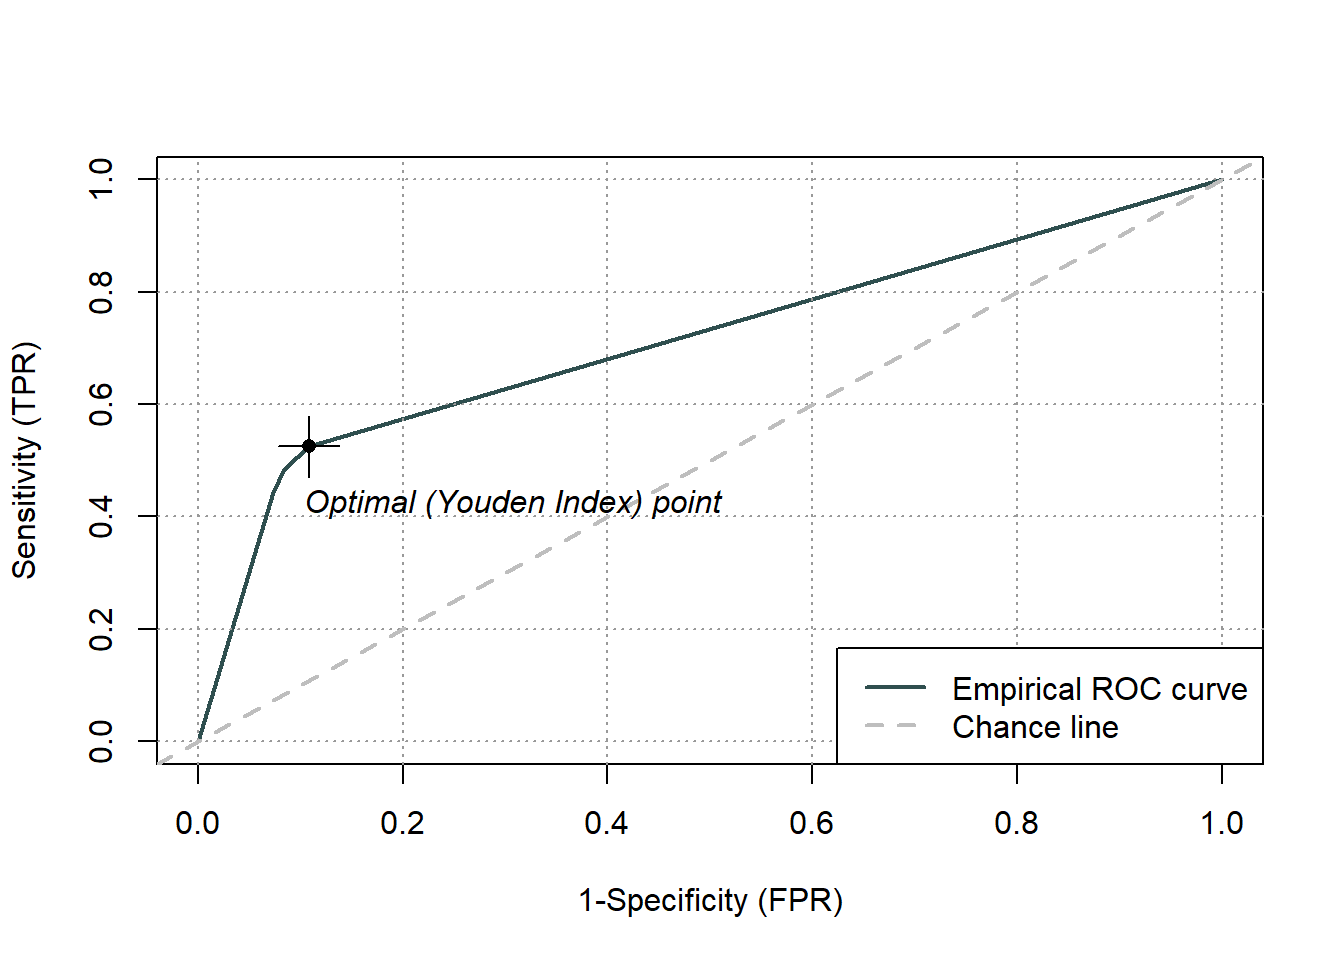 1.0
0.8
0.6
0.4
0.2
0.0
Sensitivity (TPR)
Optimal (Youden Index) point
Empirical ROC curve
Chance line
0.0 0.2 0.4 0.6 0.8 1.0
1-Specificity (FPR)